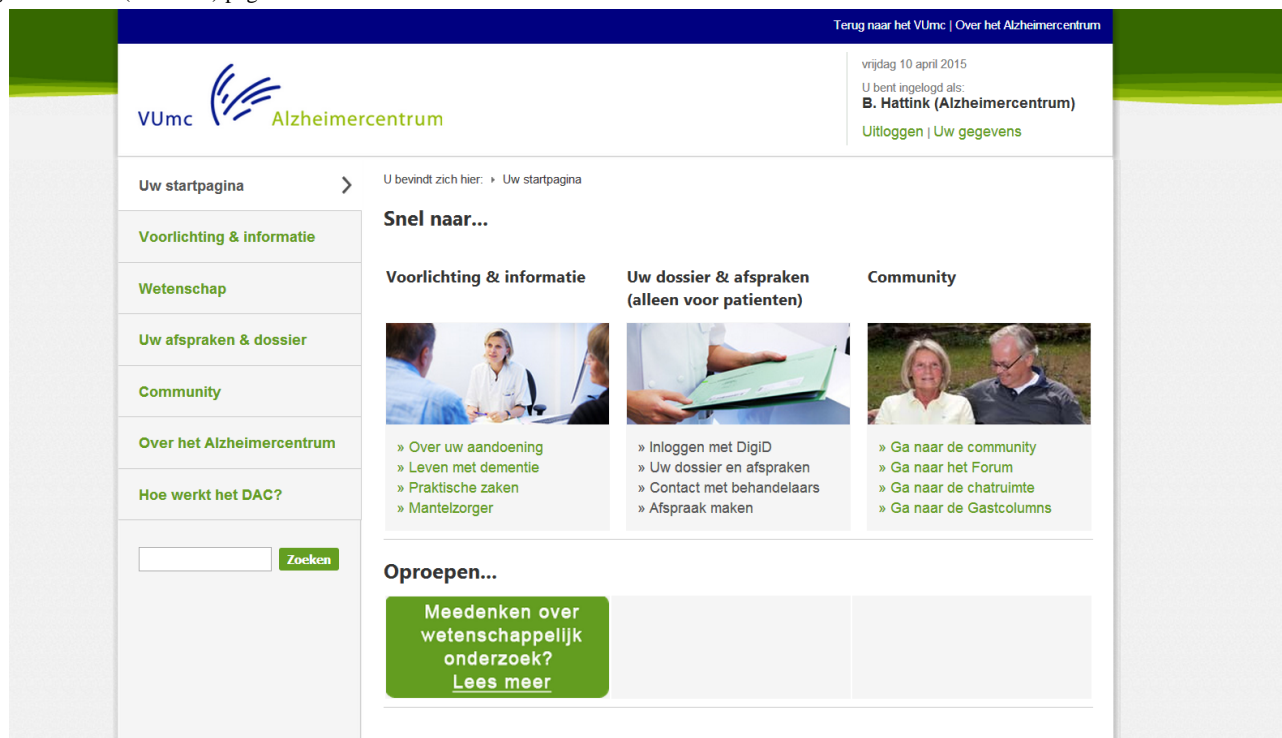 Terug naar het VUmc | Over het Alzheimercentrum
VUmc Alzheimercentrum
vrijdag 10 april 2015
U bent ingelogd als:
B. Hattink (Alzheimercentrum)
Uitloggen | Uw gegevens
Uw startpagina
Voorlichting & informatie
Wetenschap
Uw afspraken & dossier
Community
Over het Alzheimercentrum
Hoe werkt het DAC?
Zoeken
U bevindt zich hier: Uw startpagina
Snel naar...
Voorlichting & informatie
» Over uw aandoening
» Leven met dementie
» Praktische zaken
» Mantelzorger
Uw dossier & afspraken
(alleen voor patienten)
» Inloggen met DigiD
» Uw dossier en afspraken
» Contact met behandelaars
» Afspraak maken
Community
» Ga naar de community
» Ga naar het Forum
» Ga naar de chatruimte
» Ga naar de Gastcolumns
Oproepen...
Meedenken over
wetenschappelijk
onderzoek?
Lees meer